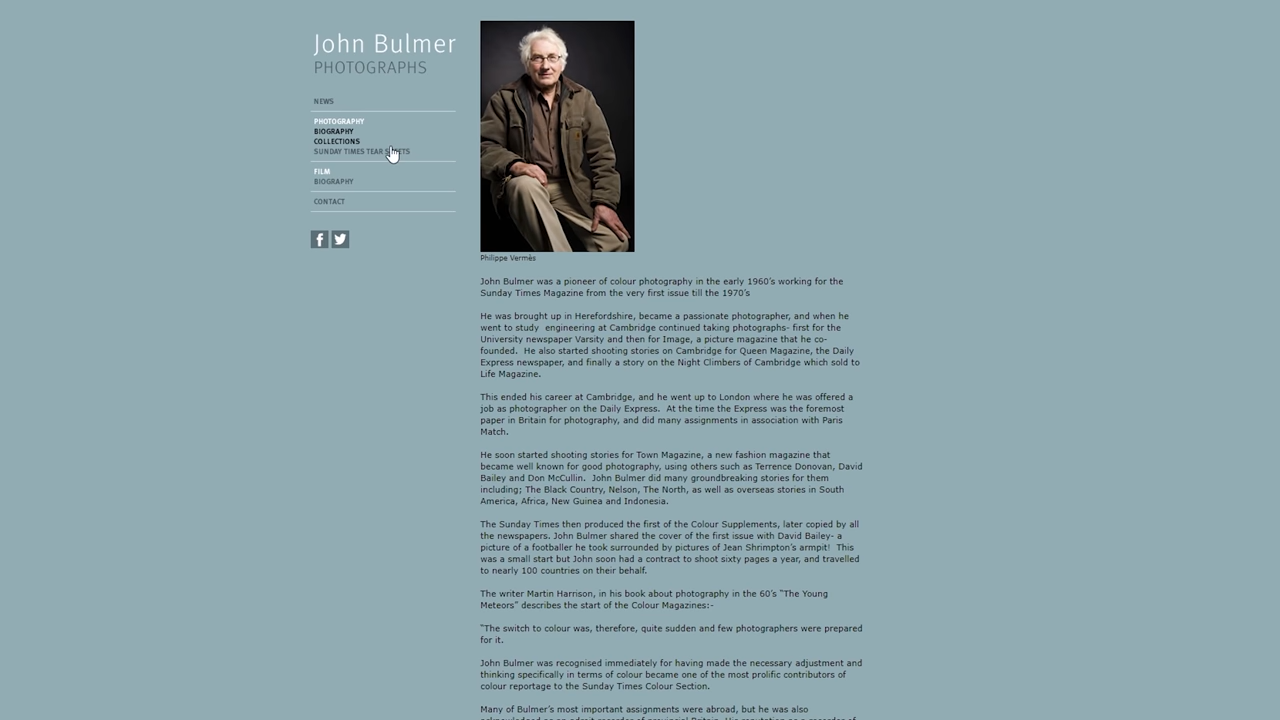 John Bulmer
PHOTOGRAPHS
NEWS
PHOTOGRAPHY
BIOGRAPHY
COLLECTIONS
SUNDAY TIMES TEAR
FILM
BIOGRAPHY
CONTACT
Philippe Vermès
John Bulmer was a pioneer of colour photography in the early 1960's working for the
Sunday Times Magazine from the very first issue till the 1970's
He was brought up in Herefordshire, became a passionate photographer, and when he
went to study  engineering at Cambridge continued taking photographs- first for the
University newspaper Varsity and then for Image, a picture magazine that he co-
founded.  He also started shooting stories on Cambridge for Queen Magazine, the Daily
Express newspaper, and finally a story on the Night Climbers of Cambridge which sold to
Life Magazine.
This ended his career at Cambridge, and he went up to London where he was offered a
job as photographer on the Daily Express.  At the time the Express was the foremost
paper in Britain for photography, and did many assignments in association with Paris
Match.
He soon started shooting stories for Town Magazine, a new fashion magazine that
became well known for good photography, using others such as Terrence Donovan, David
Bailey and Don McCullin.  John Bulmer did many groundbreaking stories for them
including; The Black Country, Nelson, The North, as well as overseas stories in South
America, Africa, New Guinea and Indonesia.
The Sunday Times then produced the first of the Colour Supplements, later copied by all
the newspapers. John Bulmer shared the cover of the first issue with David Bailey- a
picture of a footballer he took surrounded by pictures of Jean Shrimpton's armpit!  This
was a small start but John soon had a contract to shoot sixty pages a year, and travelled
to nearly 100 countries on their behalf.
The writer Martin Harrison, in his book about photography in the 60's "The Young
Meteors" describes the start of the Colour Magazines:-
"The switch to colour was, therefore, quite sudden and few photographers were prepared
for it.
John Bulmer was recognised immediately for having made the necessary adjustment and
thinking specifically in terms of colour became one of the most prolific contributors of
colour reportage to the Sunday Times Colour Section.
Many of Bulmer's most important assignments were abroad, but he was also